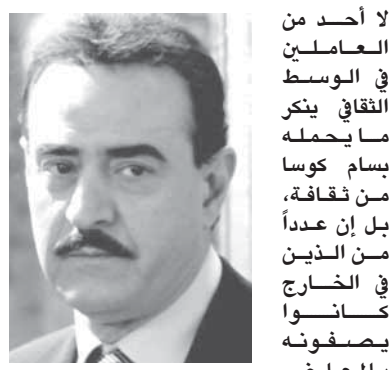 لا أحد من
العاملين
في الوسط
الثقافي ينكر
ما يحمله
بسام كوسا
من ثقافة،
بل إن عدداً
من الذين
في الخارج
كانوا
يصفونه